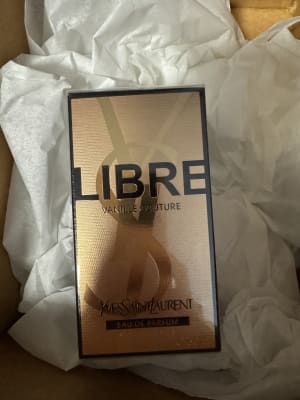 LIBRE
VANILLE COUTURE
YVES SAINT LAURENT
EAU DE PARFUM